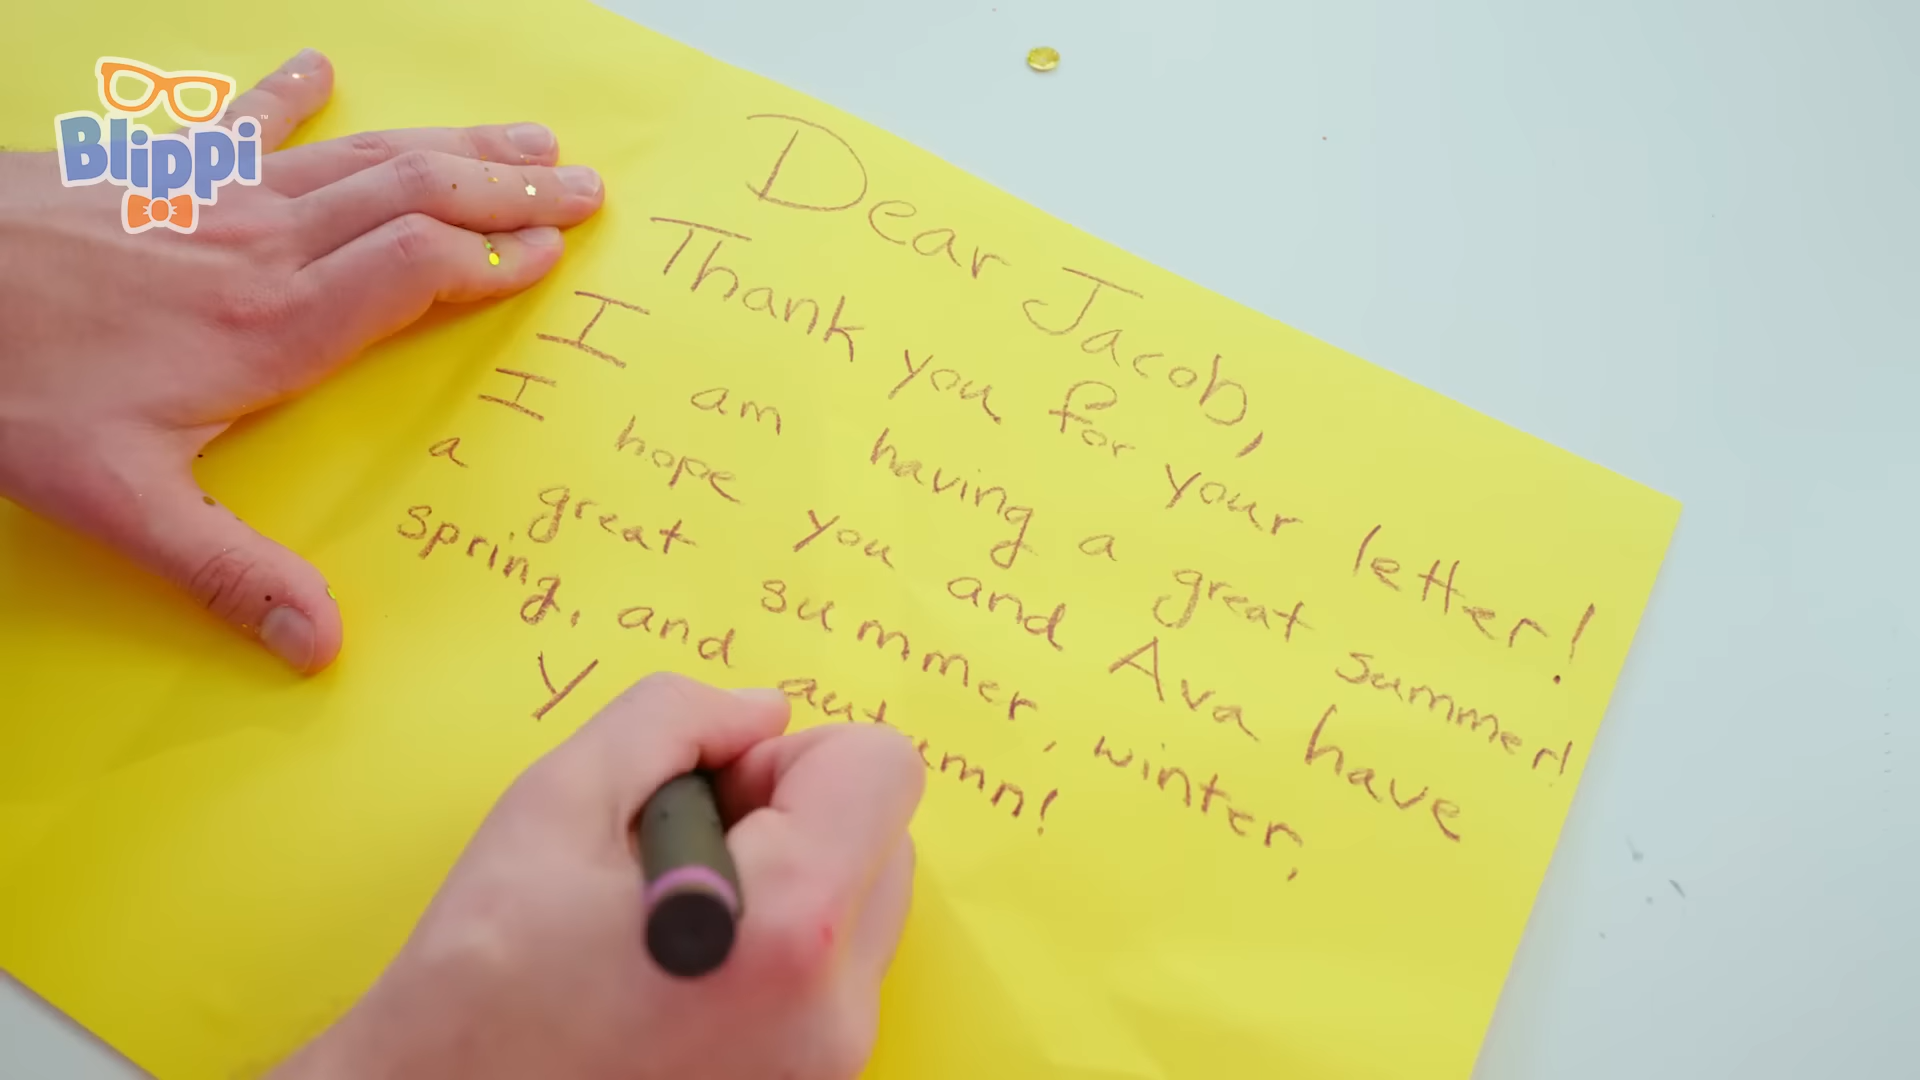 Blippi™
Dear Jacob,
Thank you for your letter!
I am having a great summer!
I hope you and Ava have
a great summer, winter,
spring, and autumn!
Y